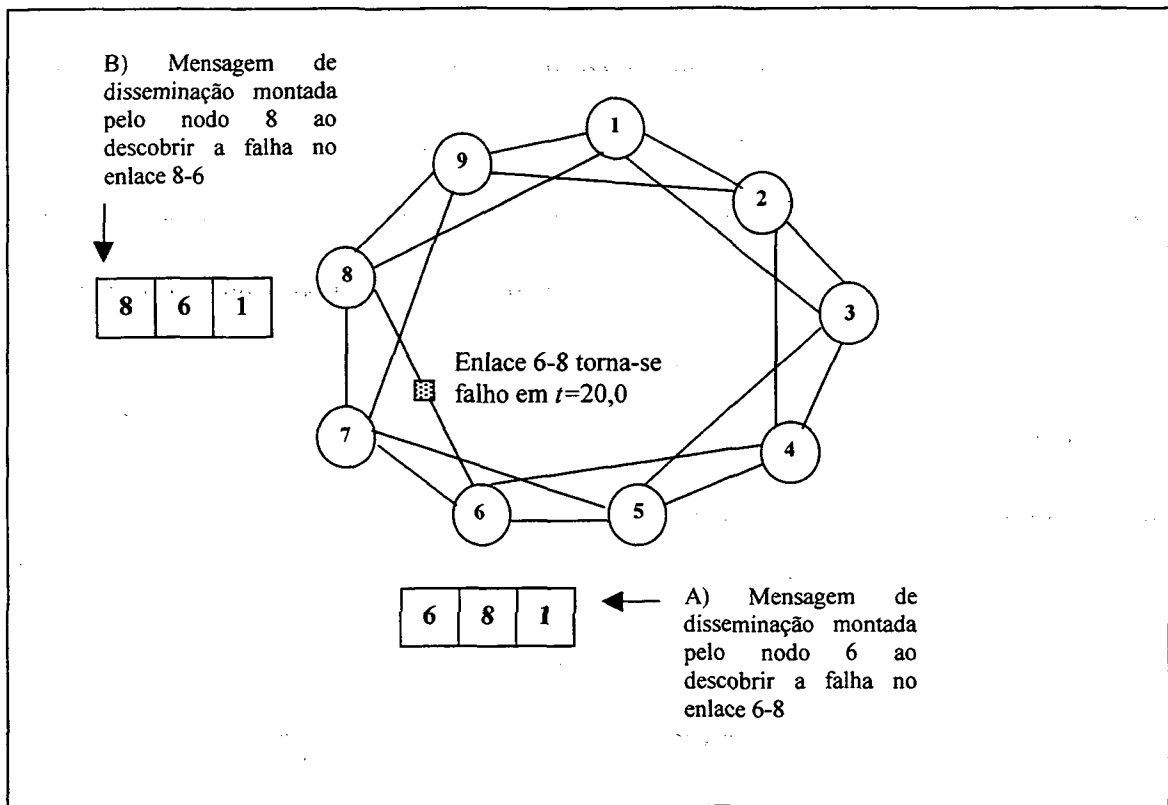 B) Mensagem de
disseminação montada
pelo nodo 8 ao
descobrir a falha no
enlace 8-6
1
9
2
8
8 6 1
3
Enlace 6-8 torna-se
falho em t=20,0
7
4
6
5
6 8 1
A) Mensagem de
disseminação montada
pelo nodo 6 ao
descobrir a falha no
enlace 6-8